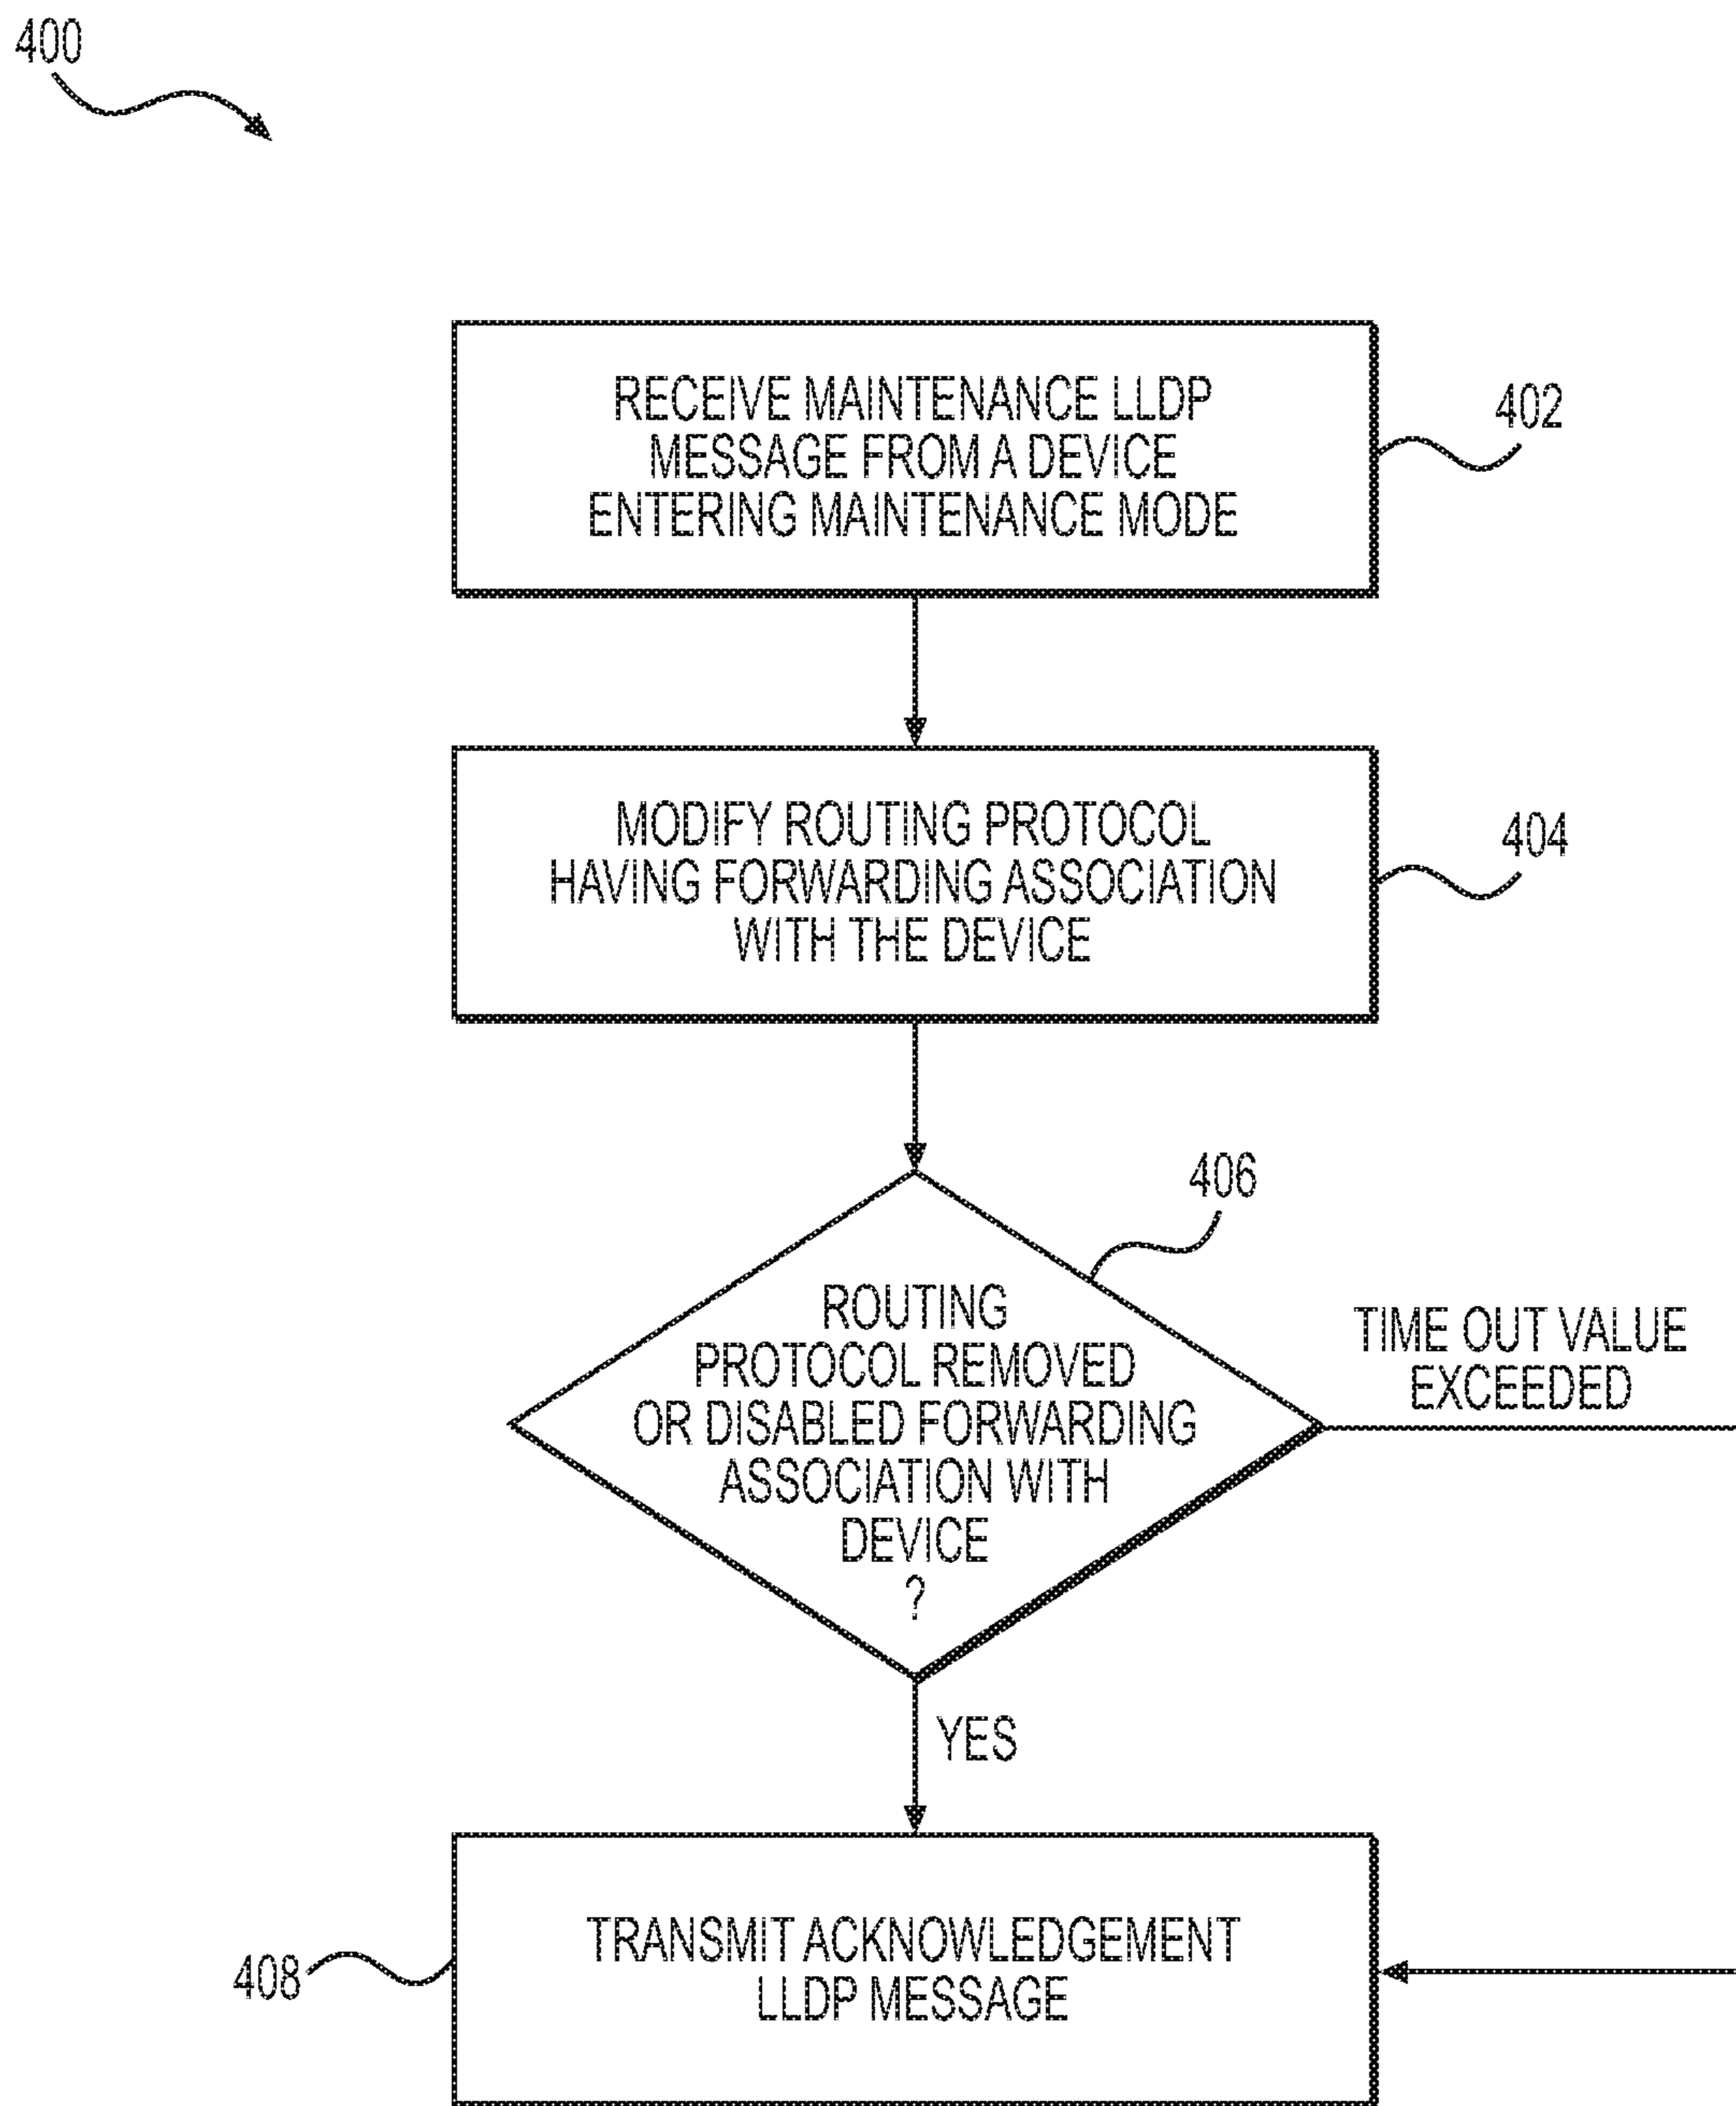 400
RECEIVE MAINTENANCE LLDP
MESSAGE FROM A DEVICE
ENTERING MAINTENANCE MODE
402
MODIFY ROUTING PROTOCOL
HAVING FORWARDING ASSOCIATION
WITH THE DEVICE
404
406
ROUTING
PROTOCOL REMOVED
OR DISABLED FORWARDING
ASSOCIATION WITH
DEVICE
?
TIME OUT VALUE
EXCEEDED
YES
TRANSMIT ACKNOWLEDGEMENT
LLDP MESSAGE
408